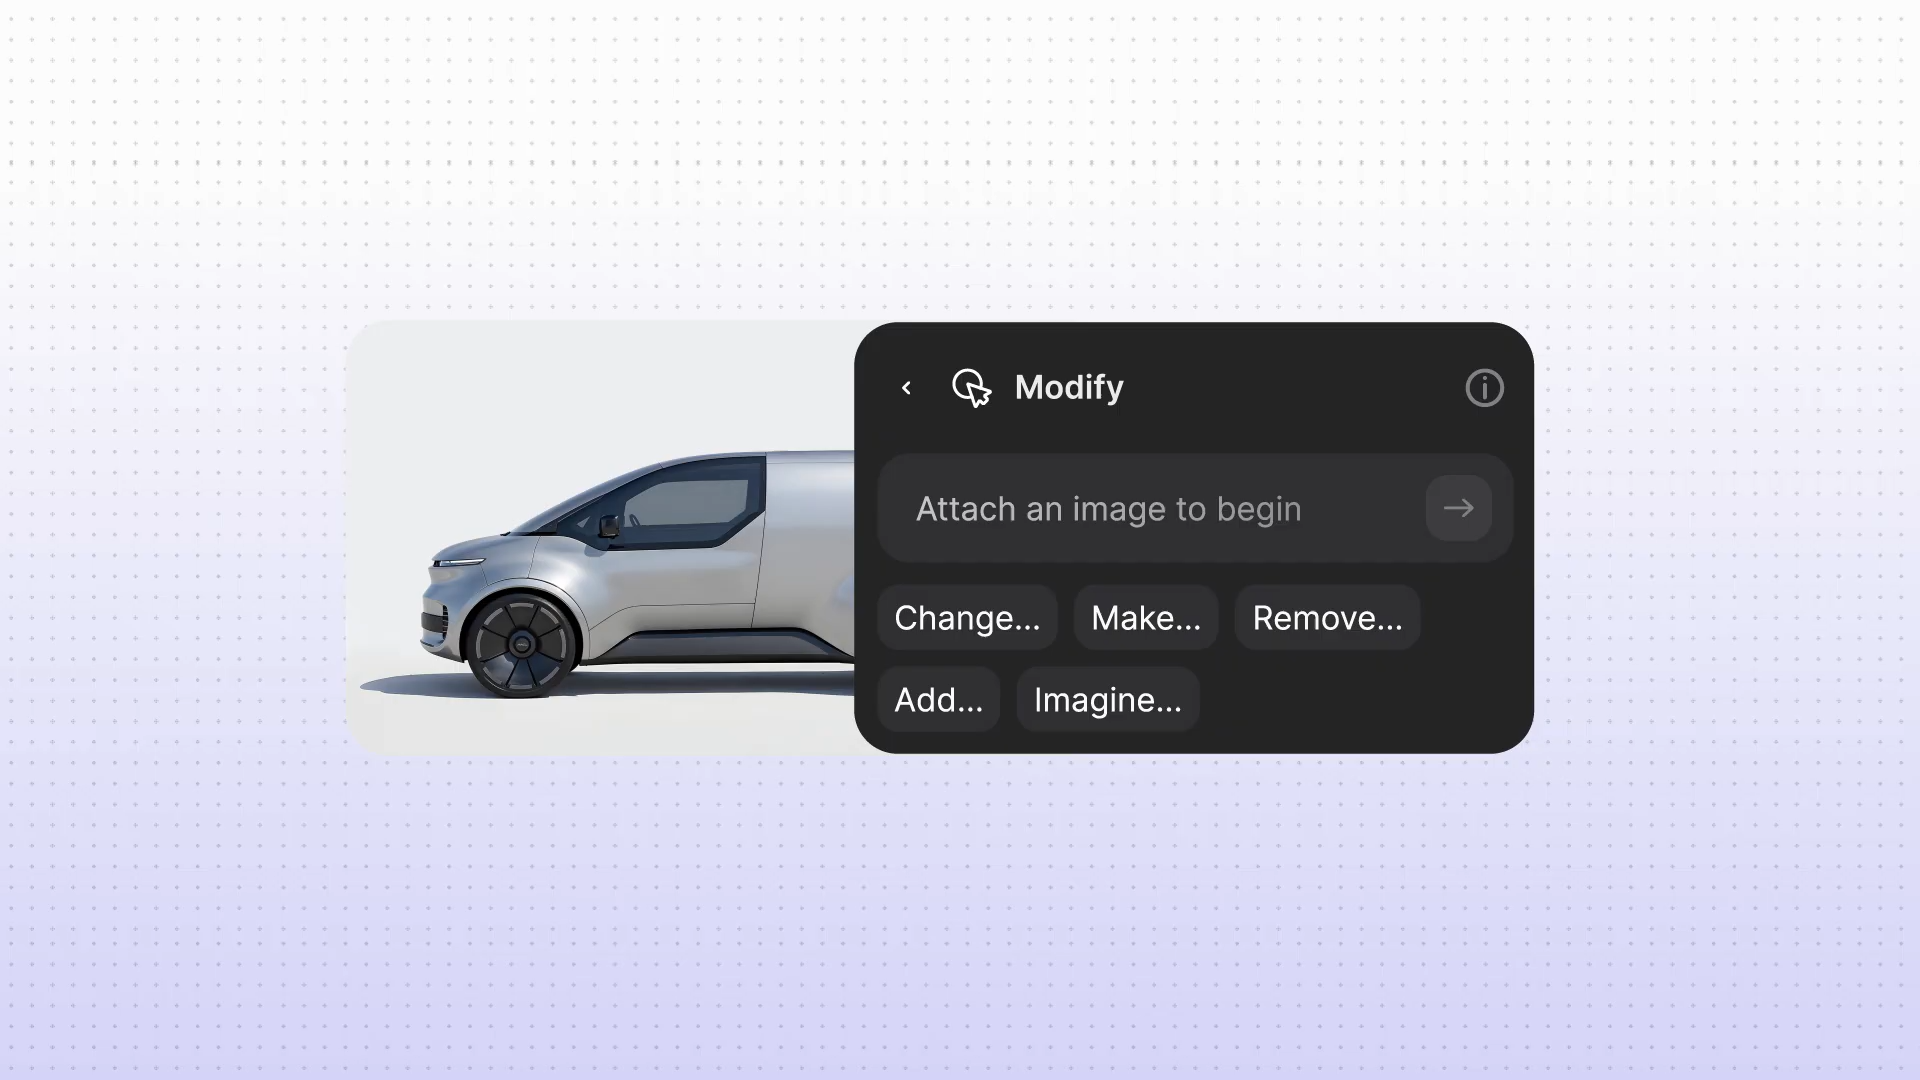 Modify
Attach an image to begin
Change...
Make...
Remove...
Add...
Imagine...